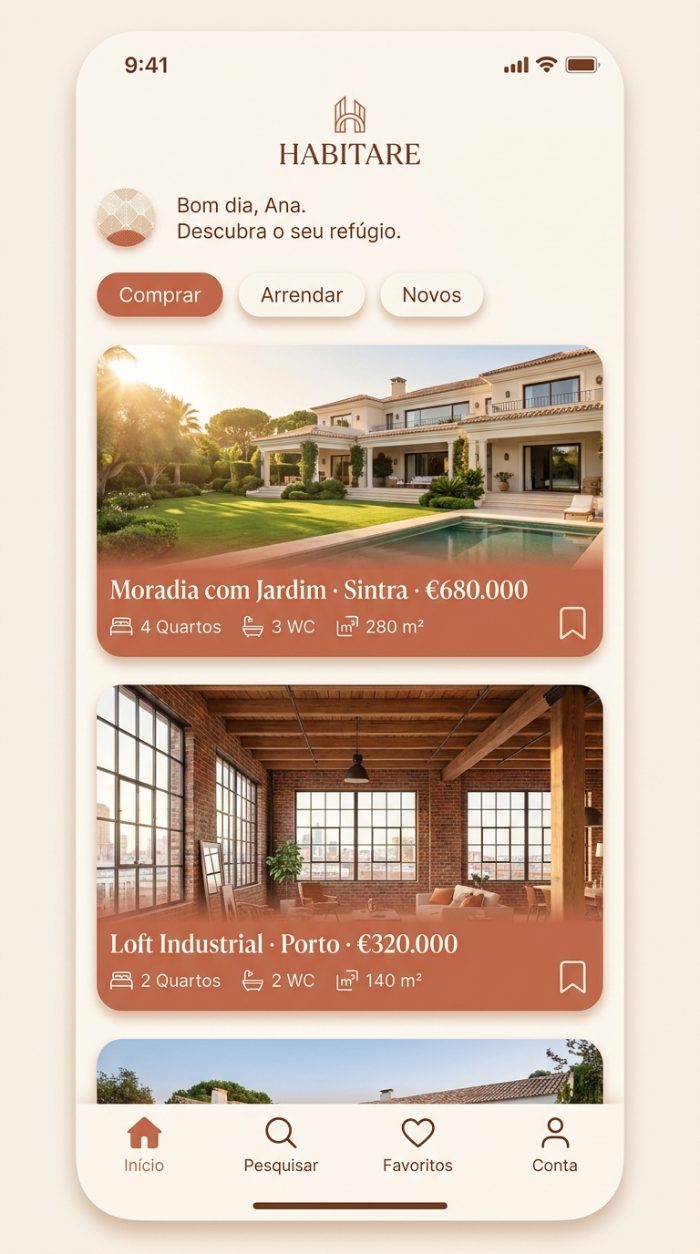 9:41
HABITARE
Bom dia, Ana.
Descubra o seu refúgio.
Comprar
Arrendar
Novos
Moradia com Jardim · Sintra · €680.000
4 Quartos
3 WC
m² 280 m²
Loft Industrial · Porto · €320.000
2 Quartos
2 WC
m² 140 m²
Início
Pesquisar
Favoritos
Conta